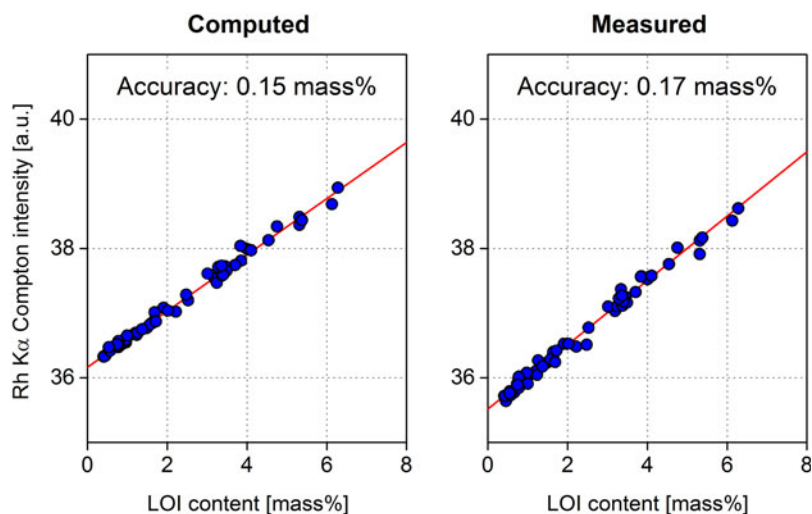 Computed
Measured
Accuracy: 0.15 mass%
Accuracy: 0.17 mass%
Rh Kα Compton intensity [a.u.]
40
38
36
0 2 4 6 8
LOI content [mass%]
40
38
36
0 2 4 6 8
LOI content [mass%]